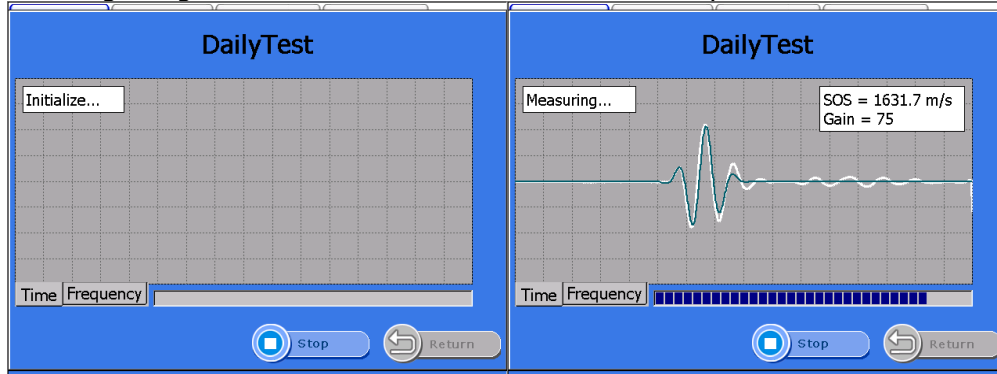 DailyTest
Initialize...
Time Frequency
Stop Return
DailyTest
Measuring...
SOS = 1631.7 m/s
Gain = 75
Time Frequency
Stop Return